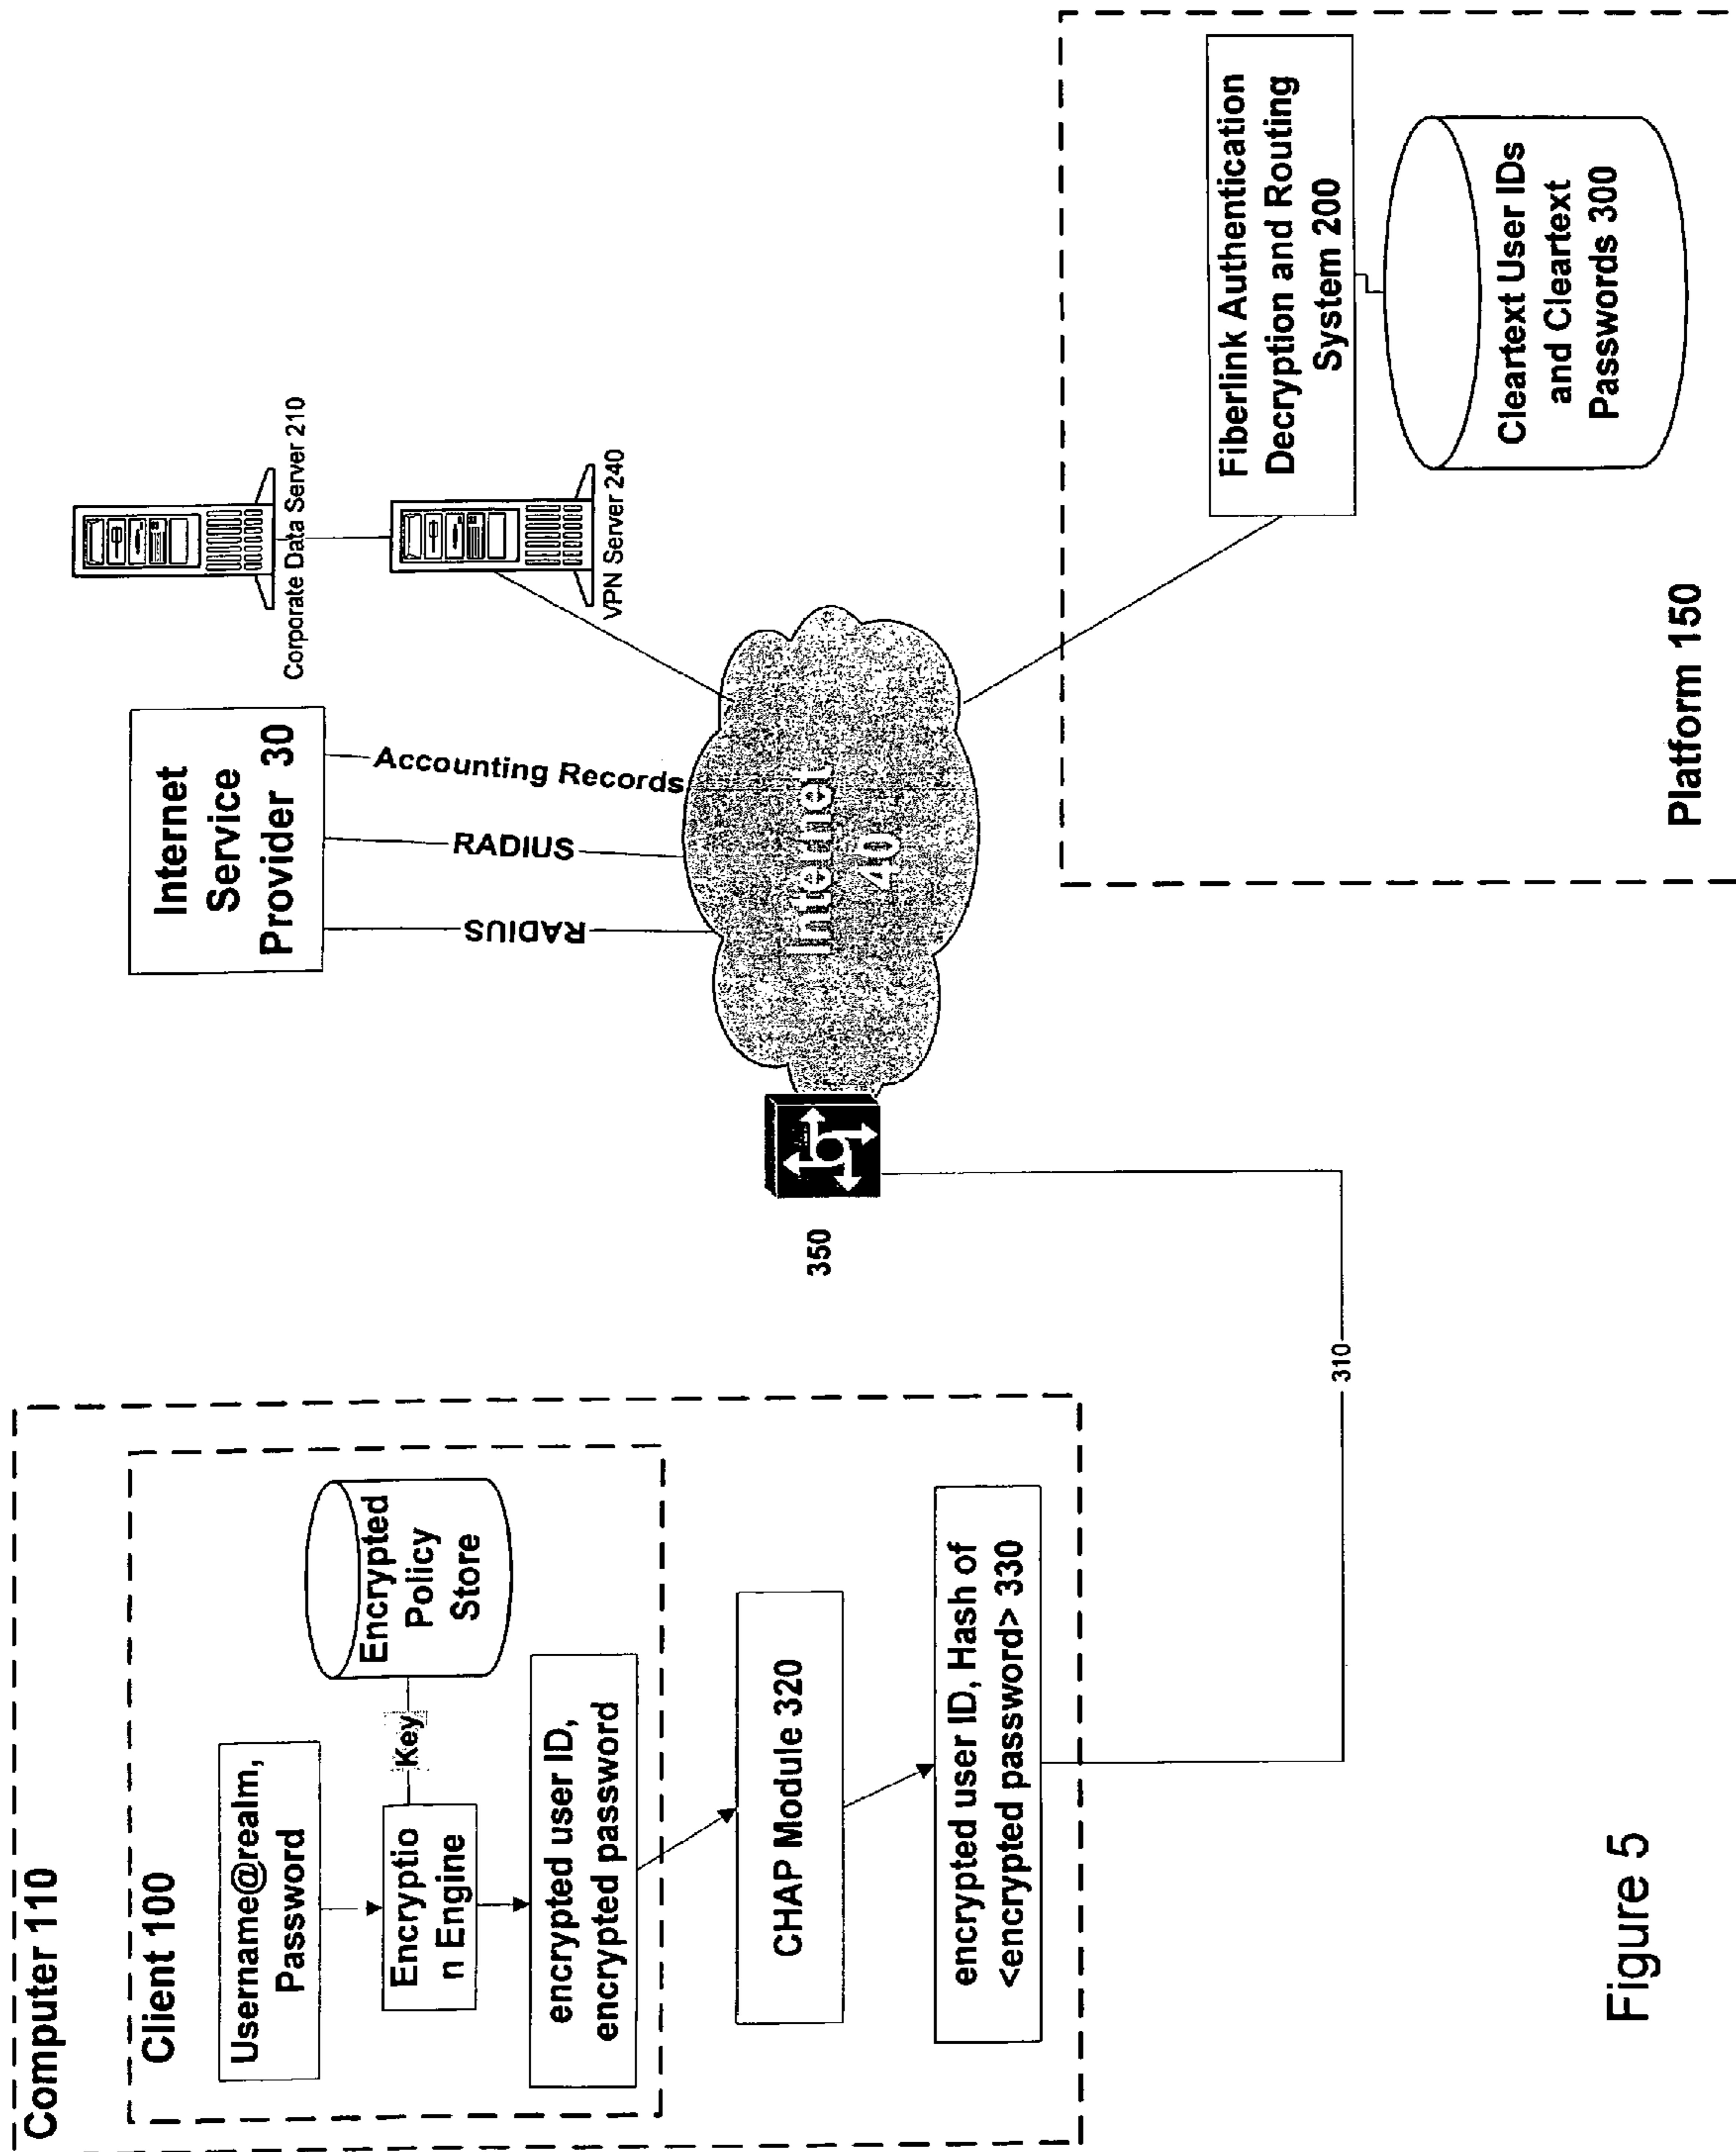 Computer 110
Client 100
Username@realm,
Password
Encryptio
n Engine
Key
Encrypted
Policy
Store
encrypted user ID,
encrypted password
CHAP Module 320
encrypted user ID, Hash of
<encrypted password> 330
310
350
Internet
Service
Provider 30
RADIUS
RADIUS
Accounting Records
Corporate Data Server 210
VPN Server 240
Internet
40
Fiberlink Authentication
Decryption and Routing
System 200
Cleartext User IDs
and Cleartext
Passwords 300
Platform 150
Figure 5